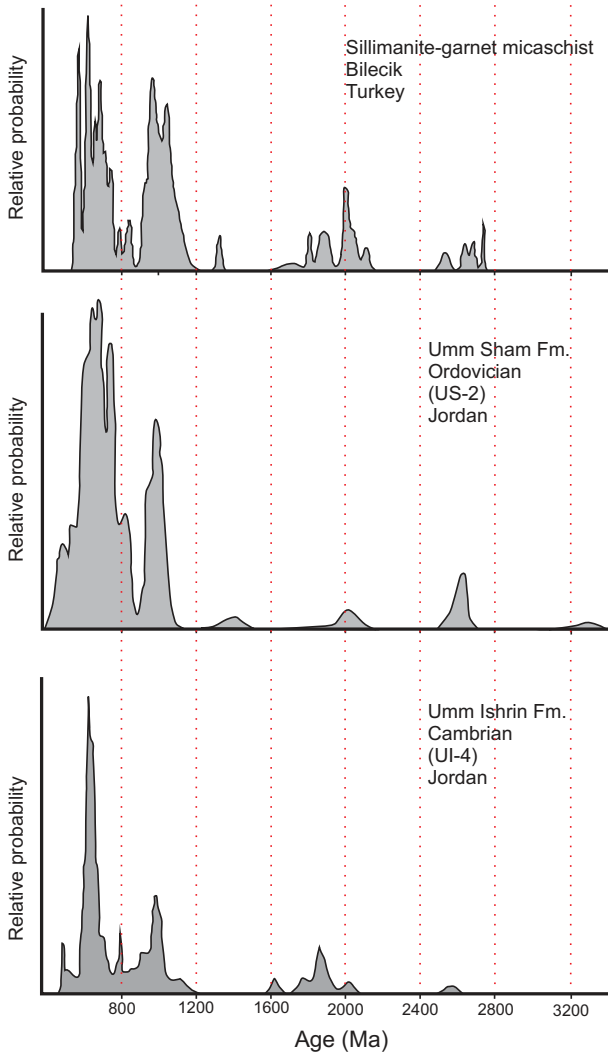 Relative probability
Sillimanite-garnet micaschist
Bilecik
Turkey
Relative probability
Umm Sham Fm.
Ordovician
(US-2)
Jordan
Relative probability
Umm Ishrin Fm.
Cambrian
(UI-4)
Jordan
800 1200 1600 2000 2400 2800 3200
Age (Ma)